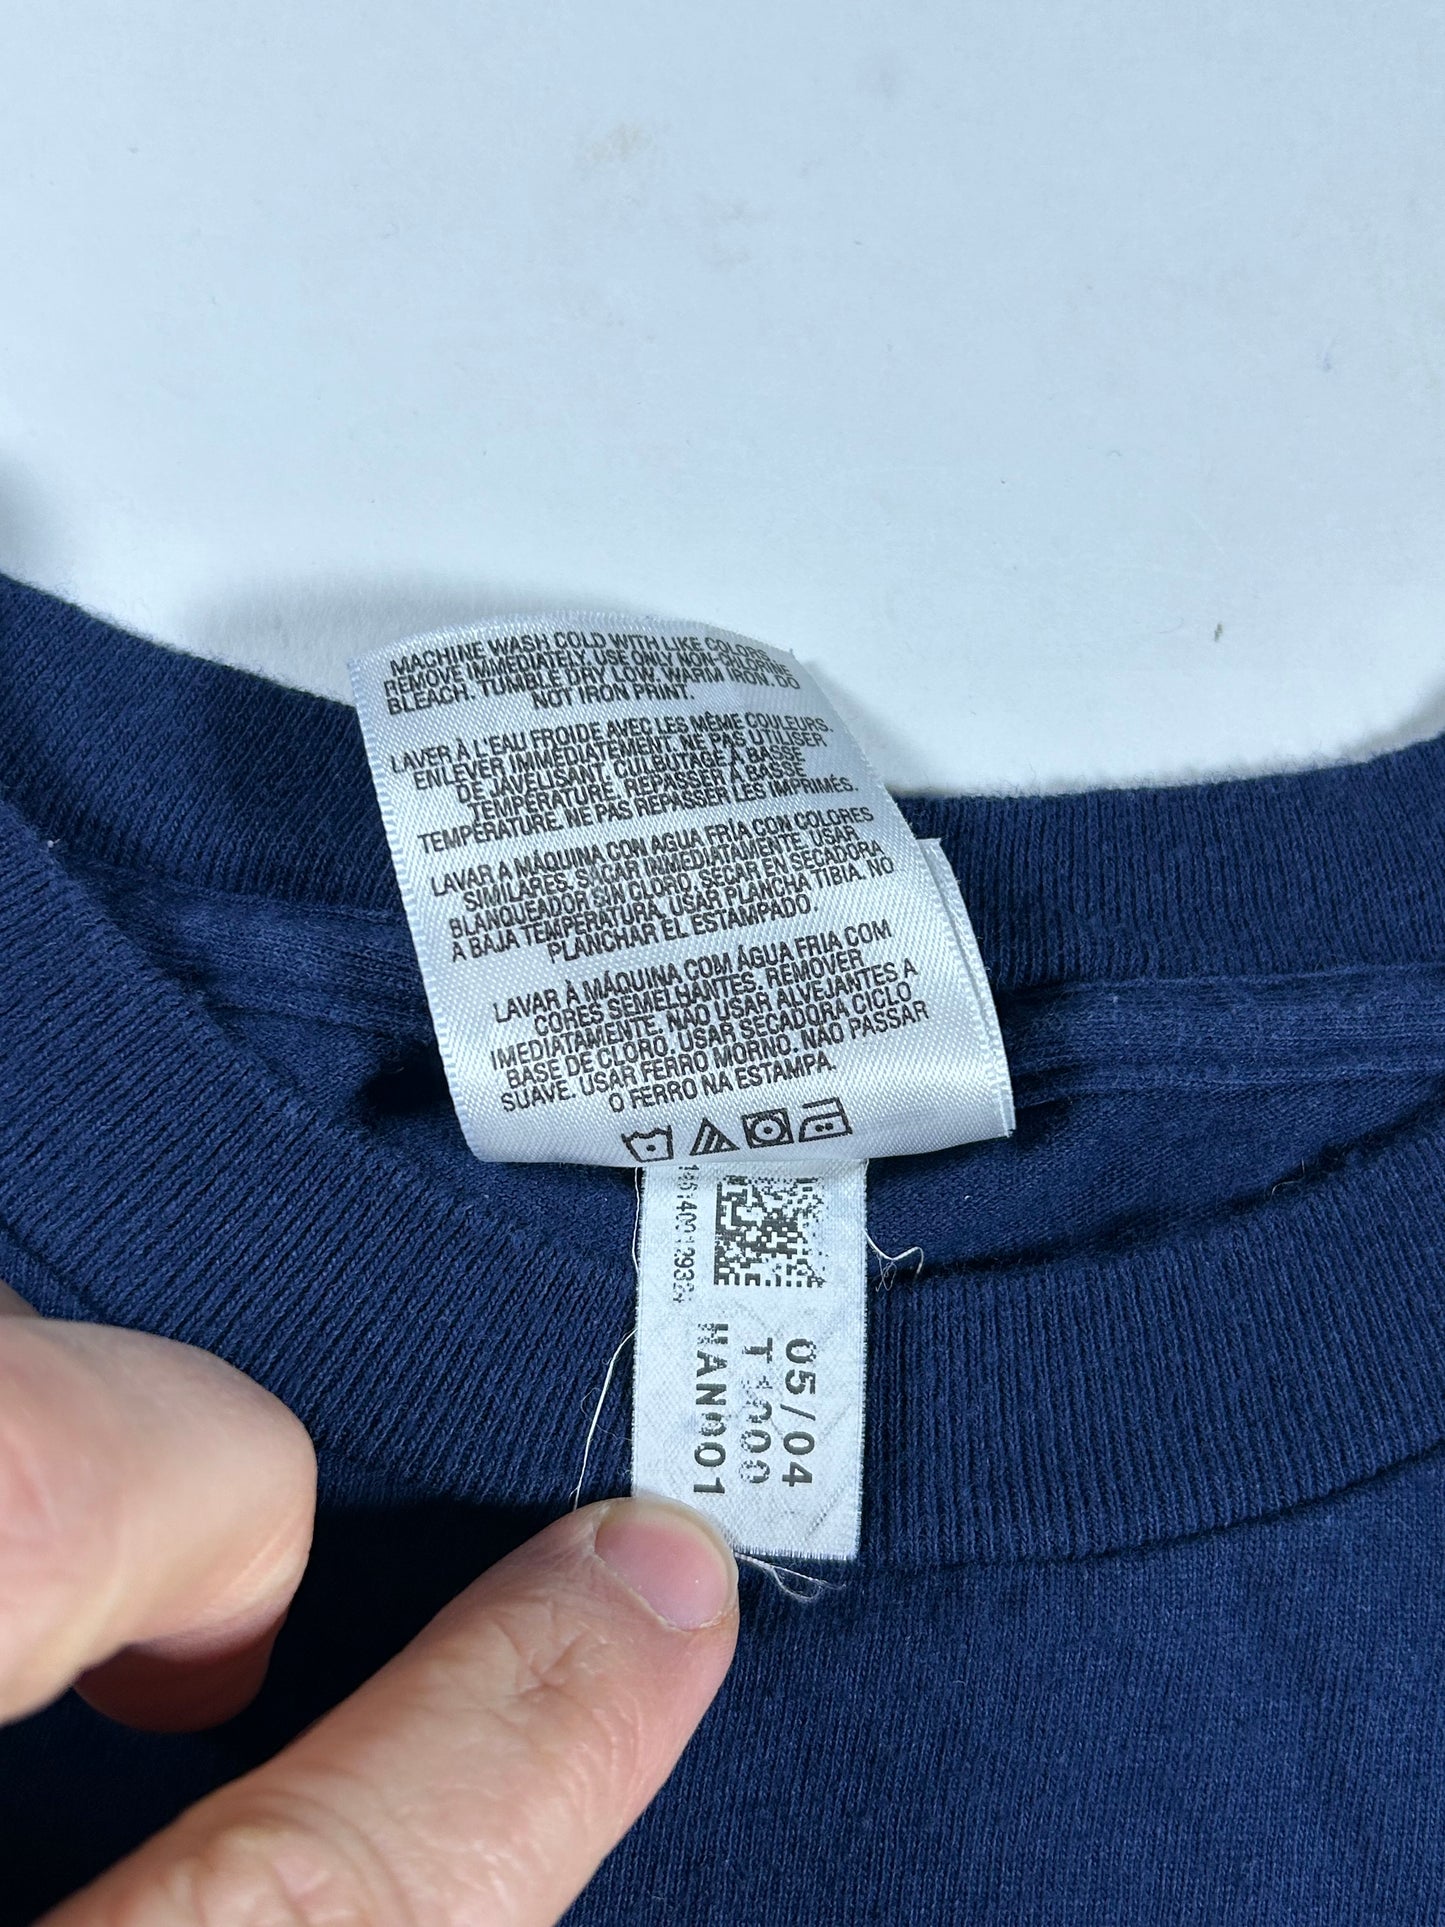 MACHINE WASH COLD WITH LIKE COLORS.
REMOVE IMMEDIATELY. USE ONLY NON-CHLORINE
BLEACH. TUMBLE DRY, LOW. WARM IRON. DO
NOT IRON PRINT.
LAVER À L'EAU FROIDE AVEC LES MÊME COULEURS.
ENLEVER IMMÉDIATEMENT. NE PAS UTILISER
DE JAVELISANT. CULBUTAGE À BASSE
TEMPÉRATURE. REPASSER À BASSE
TEMPÉRATURE. NE PAS REPASSER LES IMPRIMÉS.
LAVAR A MÁQUINA CON AGUA FRÍA CON COLORES
SIMILARES. SACAR IMMEDIATAMENTE. USAR
BLANQUEADOR SIN CLORO. SECAR EN SECADORA
A BAJA TEMPERATURA. USAR PLANCHA TIBIA. NO
PLANCHAR EL ESTAMPADO.
LAVAR À MÁQUINA COM ÁGUA FRIA COM
CORES SEMELHANTES. REMOVER
IMEDIATAMENTE. NÃO USAR ALVEJANTES A
BASE DE CLORO. USAR SECADORA CICLO
SUAVE. USAR FERRO MORNO. NÃO PASSAR
O FERRO NA ESTAMPA.
05/04